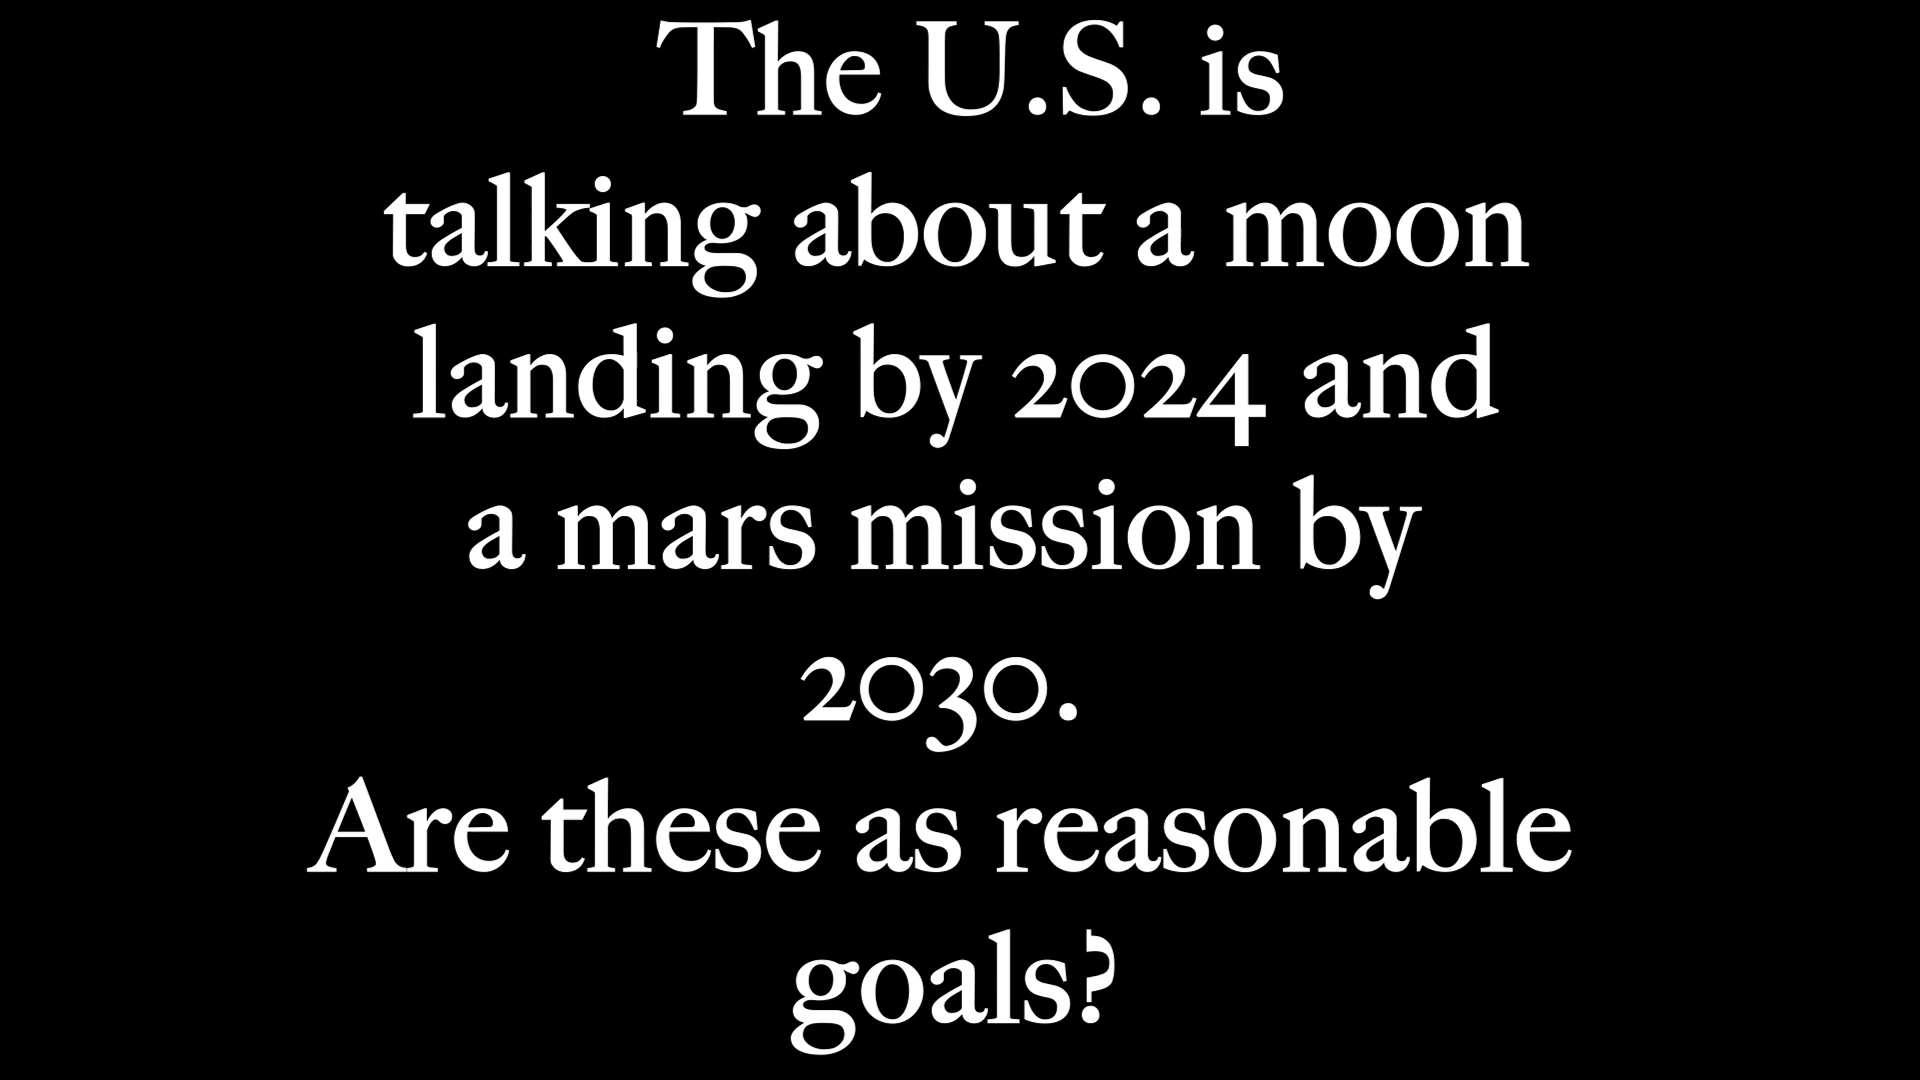 The U.S. is
talking about a moon
landing by 2024 and
a mars mission by
2030.
Are these as reasonable
goals?